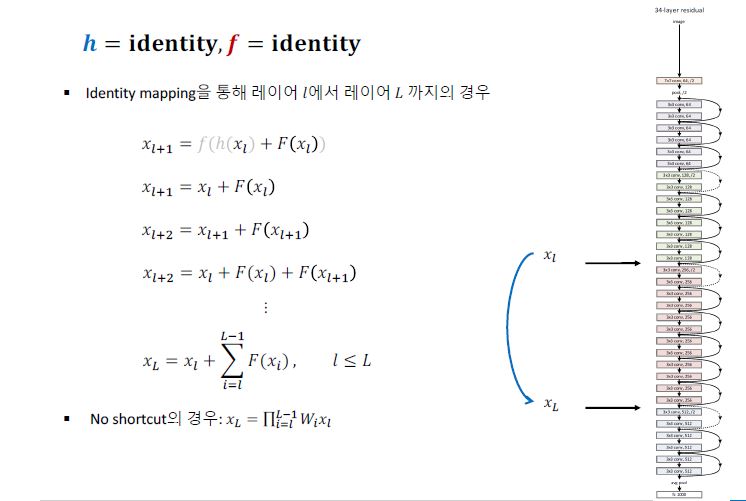 h = identity, f = identity
▪ Identity mapping을 통해 레이어 l에서 레이어 L 까지의 경우
x_{l+1} = f(h(x_l) + F(x_l))
x_{l+1} = x_l + F(x_l)
x_{l+2} = x_{l+1} + F(x_{l+1})
x_{l+2} = x_l + F(x_l) + F(x_{l+1})
⋮
x_L = x_l + ∑_{i=l}^{L-1} F(x_i), l ≤ L
▪ No shortcut의 경우: x_L = ∏_{i=l}^{L-1} W_i x_l
x_l
x_L
34-layer residual
image
7x7 conv, 64, /2
pool, /2
3x3 conv, 64
3x3 conv, 64
3x3 conv, 64
3x3 conv, 64
3x3 conv, 64
3x3 conv, 64
3x3 conv, 128, /2
3x3 conv, 128
3x3 conv, 128
3x3 conv, 128
3x3 conv, 128
3x3 conv, 128
3x3 conv, 128
3x3 conv, 128
3x3 conv, 256, /2
3x3 conv, 256
3x3 conv, 256
3x3 conv, 256
3x3 conv, 256
3x3 conv, 256
3x3 conv, 256
3x3 conv, 256
3x3 conv, 256
3x3 conv, 256
3x3 conv, 256
3x3 conv, 256
3x3 conv, 512, /2
3x3 conv, 512
3x3 conv, 512
3x3 conv, 512
3x3 conv, 512
3x3 conv, 512
avg pool
fc 1000